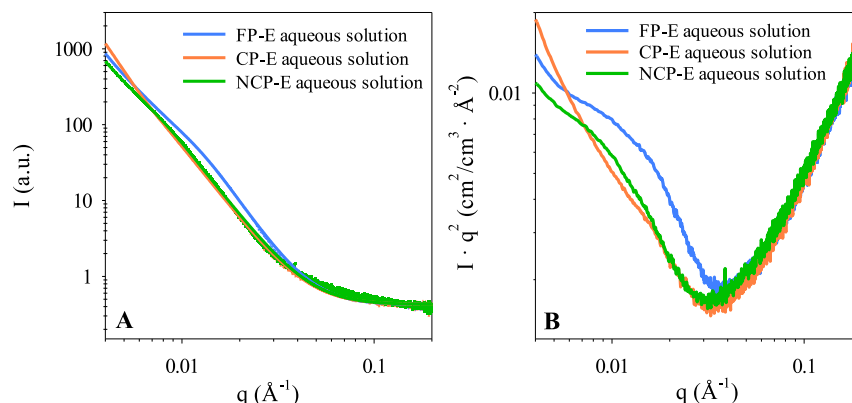 FP-E aqueous solution
CP-E aqueous solution
NCP-E aqueous solution
1000
100
10
1
I (a.u.)
A
0.01
0.1
q (Å⁻¹)
FP-E aqueous solution
CP-E aqueous solution
NCP-E aqueous solution
0.01
I · q² (cm²/cm³ · Å⁻²)
B
0.01
0.1
q (Å⁻¹)